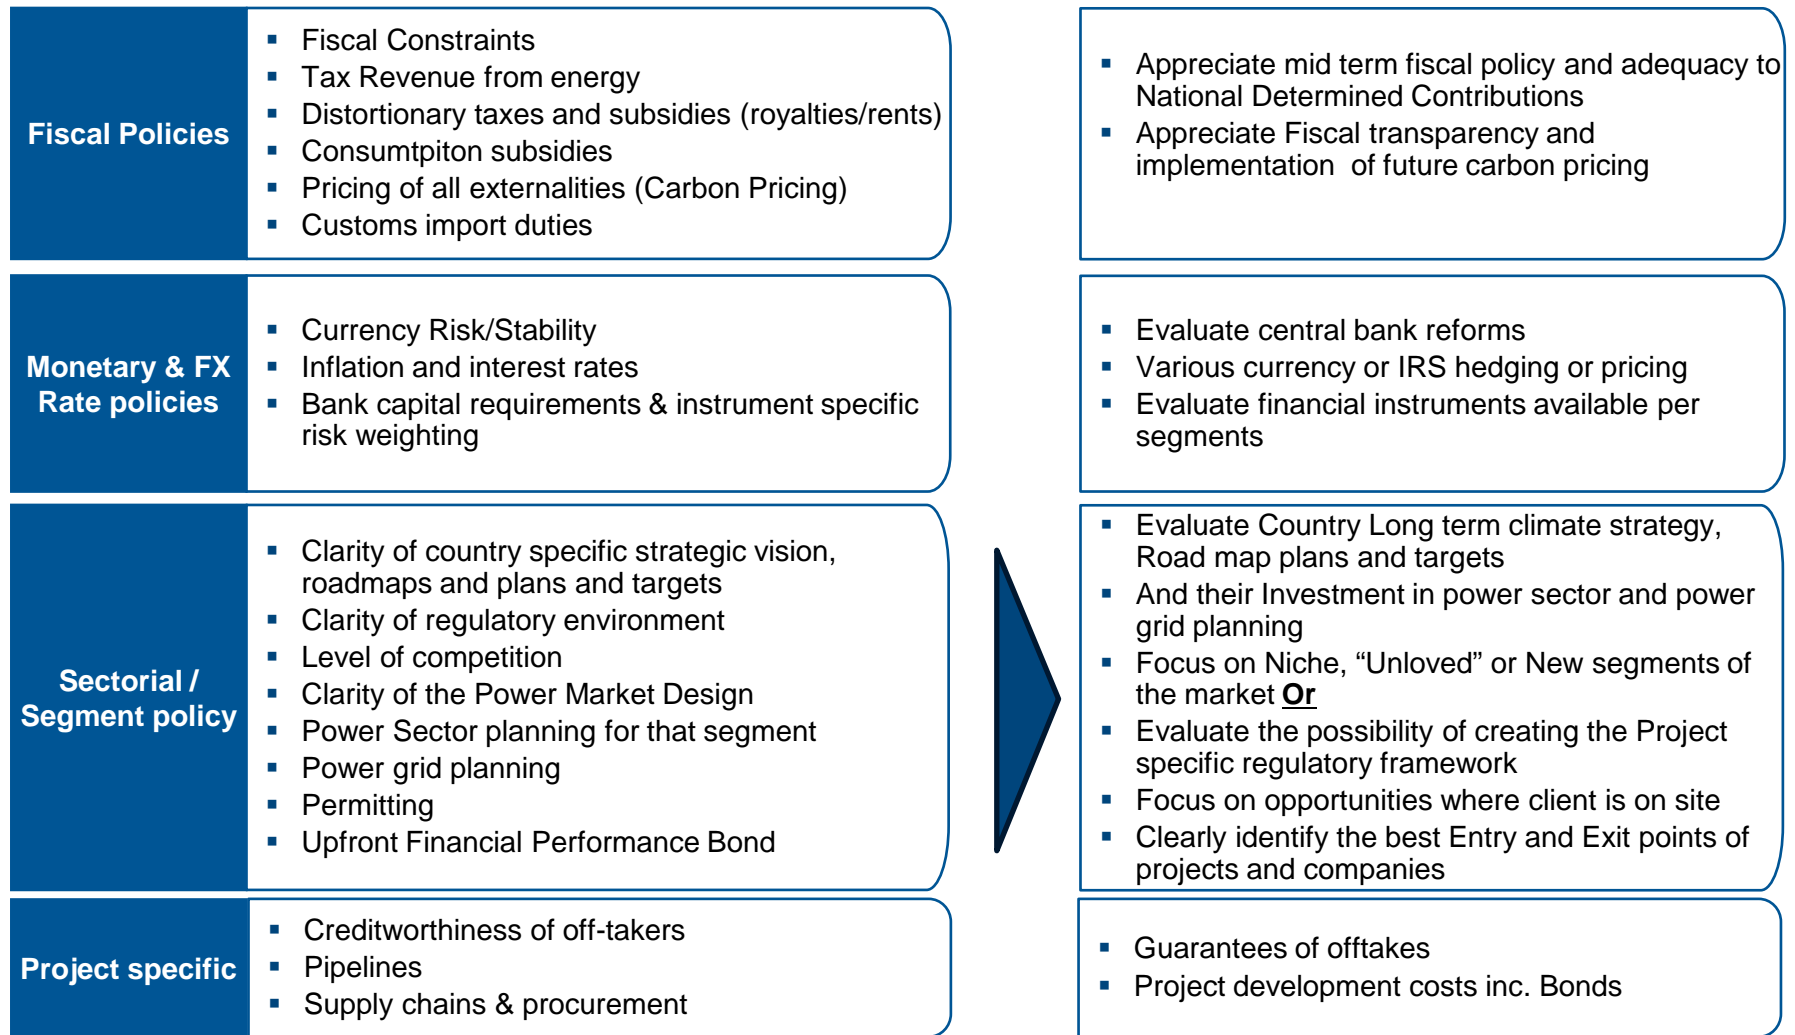 Fiscal Policies
▪ Fiscal Constraints
▪ Tax Revenue from energy
▪ Distortionary taxes and subsidies (royalties/rents)
▪ Consumtpiton subsidies
▪ Pricing of all externalities (Carbon Pricing)
▪ Customs import duties
▪ Appreciate mid term fiscal policy and adequacy to
National Determined Contributions
▪ Appreciate Fiscal transparency and
implementation  of future carbon pricing
Monetary & FX
Rate policies
▪ Currency Risk/Stability
▪ Inflation and interest rates
▪ Bank capital requirements & instrument specific
risk weighting
▪ Evaluate central bank reforms
▪ Various currency or IRS hedging or pricing
▪ Evaluate financial instruments available per
segments
Sectorial /
Segment policy
▪ Clarity of country specific strategic vision,
roadmaps and plans and targets
▪ Clarity of regulatory environment
▪ Level of competition
▪ Clarity of the Power Market Design
▪ Power Sector planning for that segment
▪ Power grid planning
▪ Permitting
▪ Upfront Financial Performance Bond
▪ Evaluate Country Long term climate strategy,
Road map plans and targets
▪ And their Investment in power sector and power
grid planning
▪ Focus on Niche, “Unloved” or New segments of
the market Or
▪ Evaluate the possibility of creating the Project
specific regulatory framework
▪ Focus on opportunities where client is on site
▪ Clearly identify the best Entry and Exit points of
projects and companies
Project specific
▪ Creditworthiness of off-takers
▪ Pipelines
▪ Supply chains & procurement
▪ Guarantees of offtakes
▪ Project development costs inc. Bonds